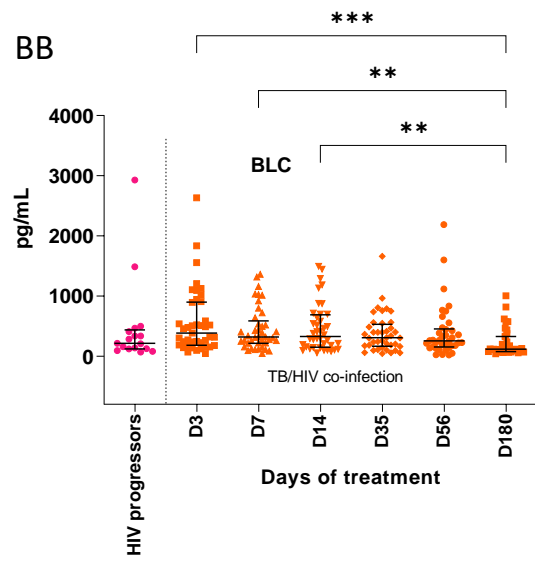 BB
***
**
**
BLC
pg/mL
4000
3000
2000
1000
0
TB/HIV co-infection
HIV progressors
D3
D7
D14
D35
D56
D180
Days of treatment